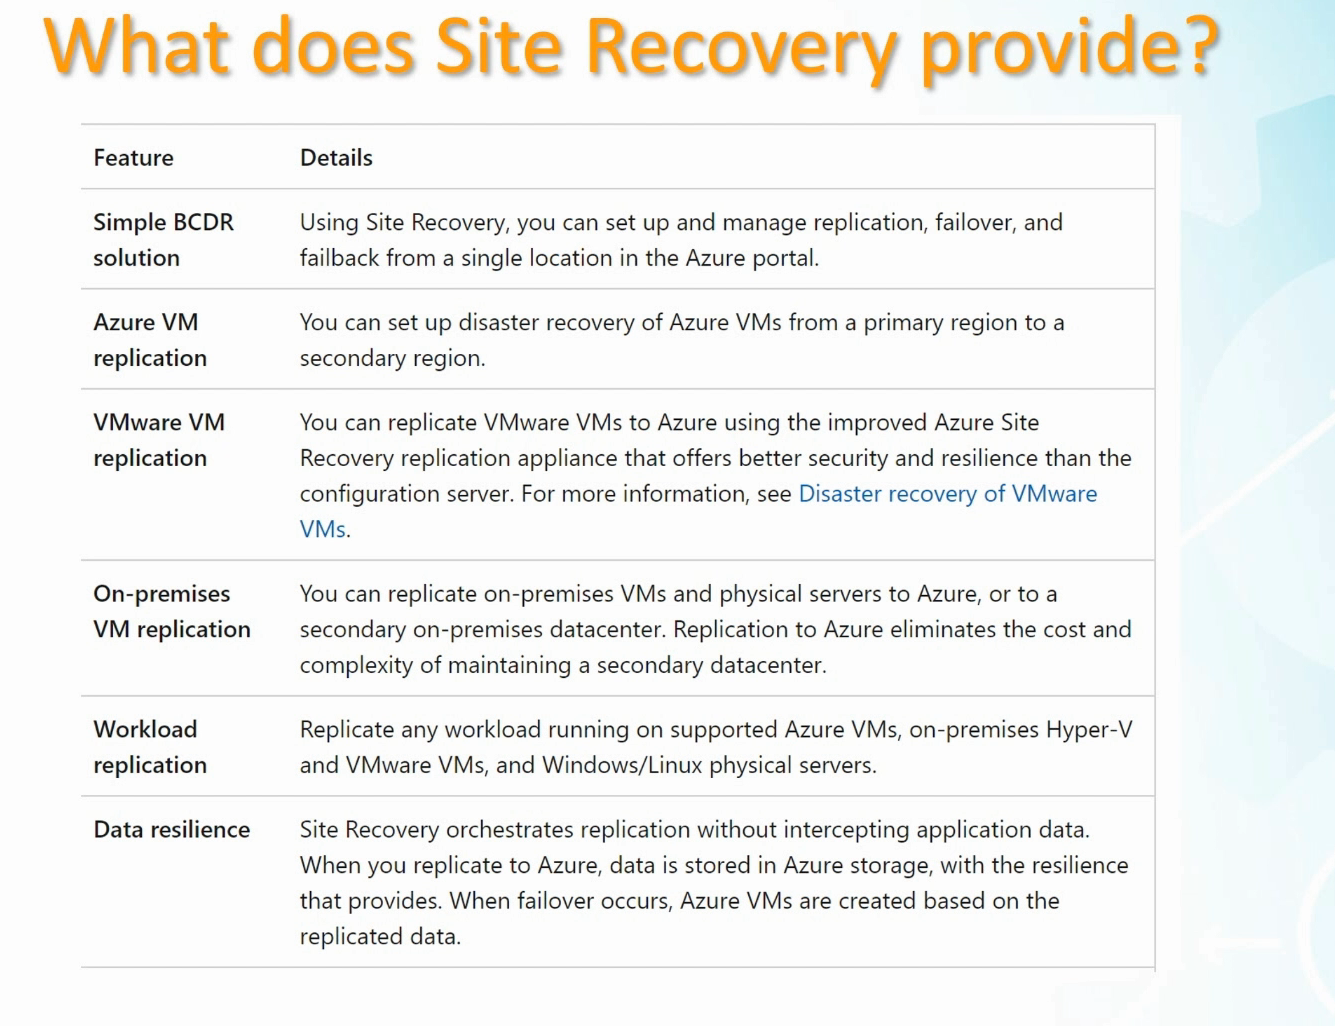 What does Site Recovery provide?
Feature Details
Simple BCDR solution
Using Site Recovery, you can set up and manage replication, failover, and
failback from a single location in the Azure portal.
Azure VM replication
You can set up disaster recovery of Azure VMs from a primary region to a
secondary region.
VMware VM replication
You can replicate VMware VMs to Azure using the improved Azure Site
Recovery replication appliance that offers better security and resilience than the
configuration server. For more information, see Disaster recovery of VMware
VMs.
On-premises VM replication
You can replicate on-premises VMs and physical servers to Azure, or to a
secondary on-premises datacenter. Replication to Azure eliminates the cost and
complexity of maintaining a secondary datacenter.
Workload replication
Replicate any workload running on supported Azure VMs, on-premises Hyper-V
and VMware VMs, and Windows/Linux physical servers.
Data resilience
Site Recovery orchestrates replication without intercepting application data.
When you replicate to Azure, data is stored in Azure storage, with the resilience
that provides. When failover occurs, Azure VMs are created based on the
replicated data.